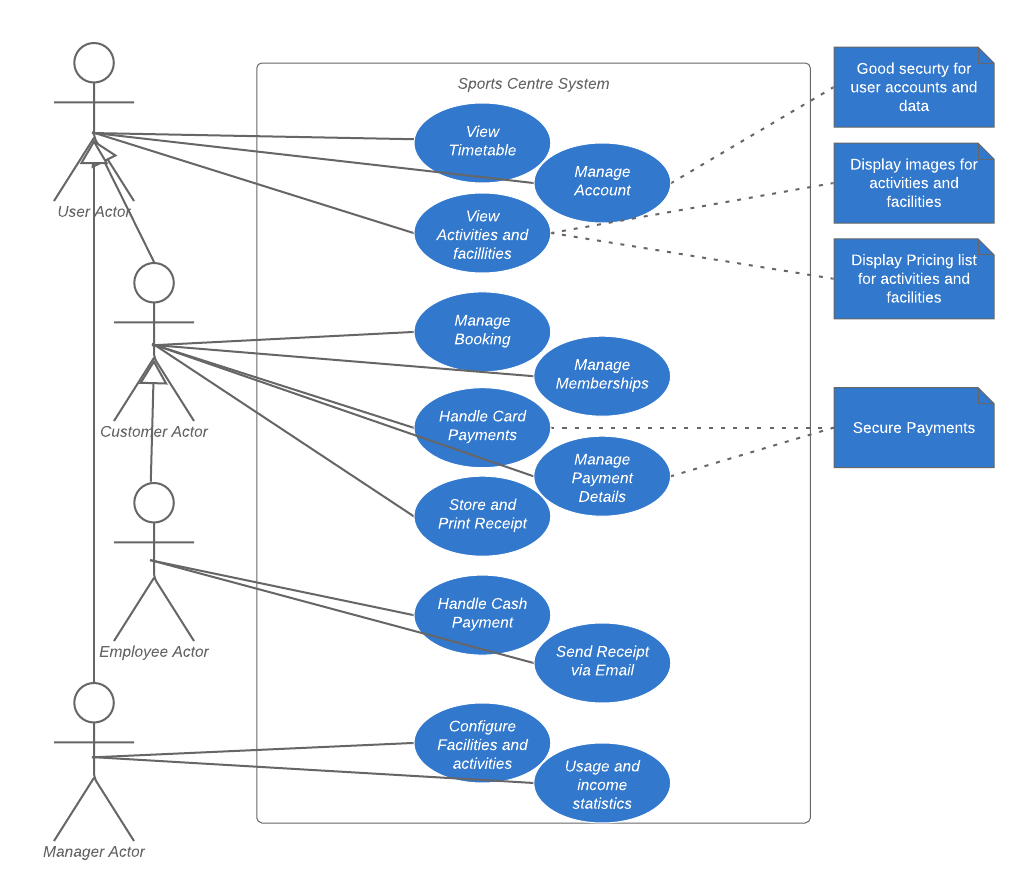 Sports Centre System
View
Timetable
Manage
Account
View
Activities and
facillities
Manage
Booking
Manage
Memberships
Handle Card
Payments
Manage
Payment
Details
Store and
Print Receipt
Handle Cash
Payment
Send Receipt
via Email
Configure
Facilities and
activities
Usage and
income
statistics
User Actor
Customer Actor
Employee Actor
Manager Actor
Good securty for
user accounts and
data
Display images for
activities and
facilities
Display Pricing list
for activities and
facilities
Secure Payments